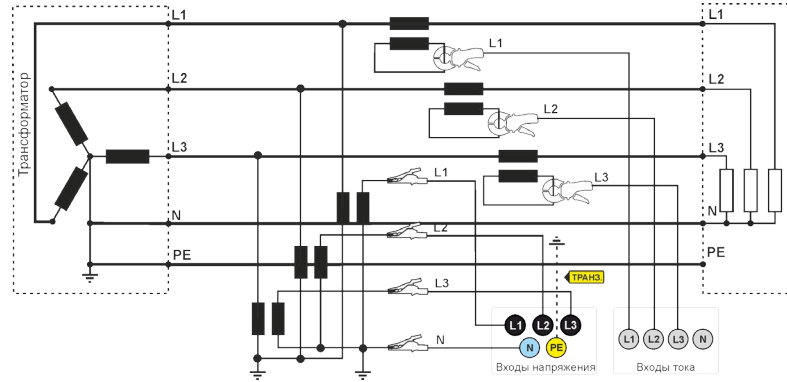 L1
L1
L1
L2
L2
L2
Трансформатор
L3
L3
L3
L1
N
N
L2
PE
PE
L3
ТРАНЗ.
N
L1
L2
L3
N
PE
L1
L2
L3
N
Входы напряжения
Входы тока